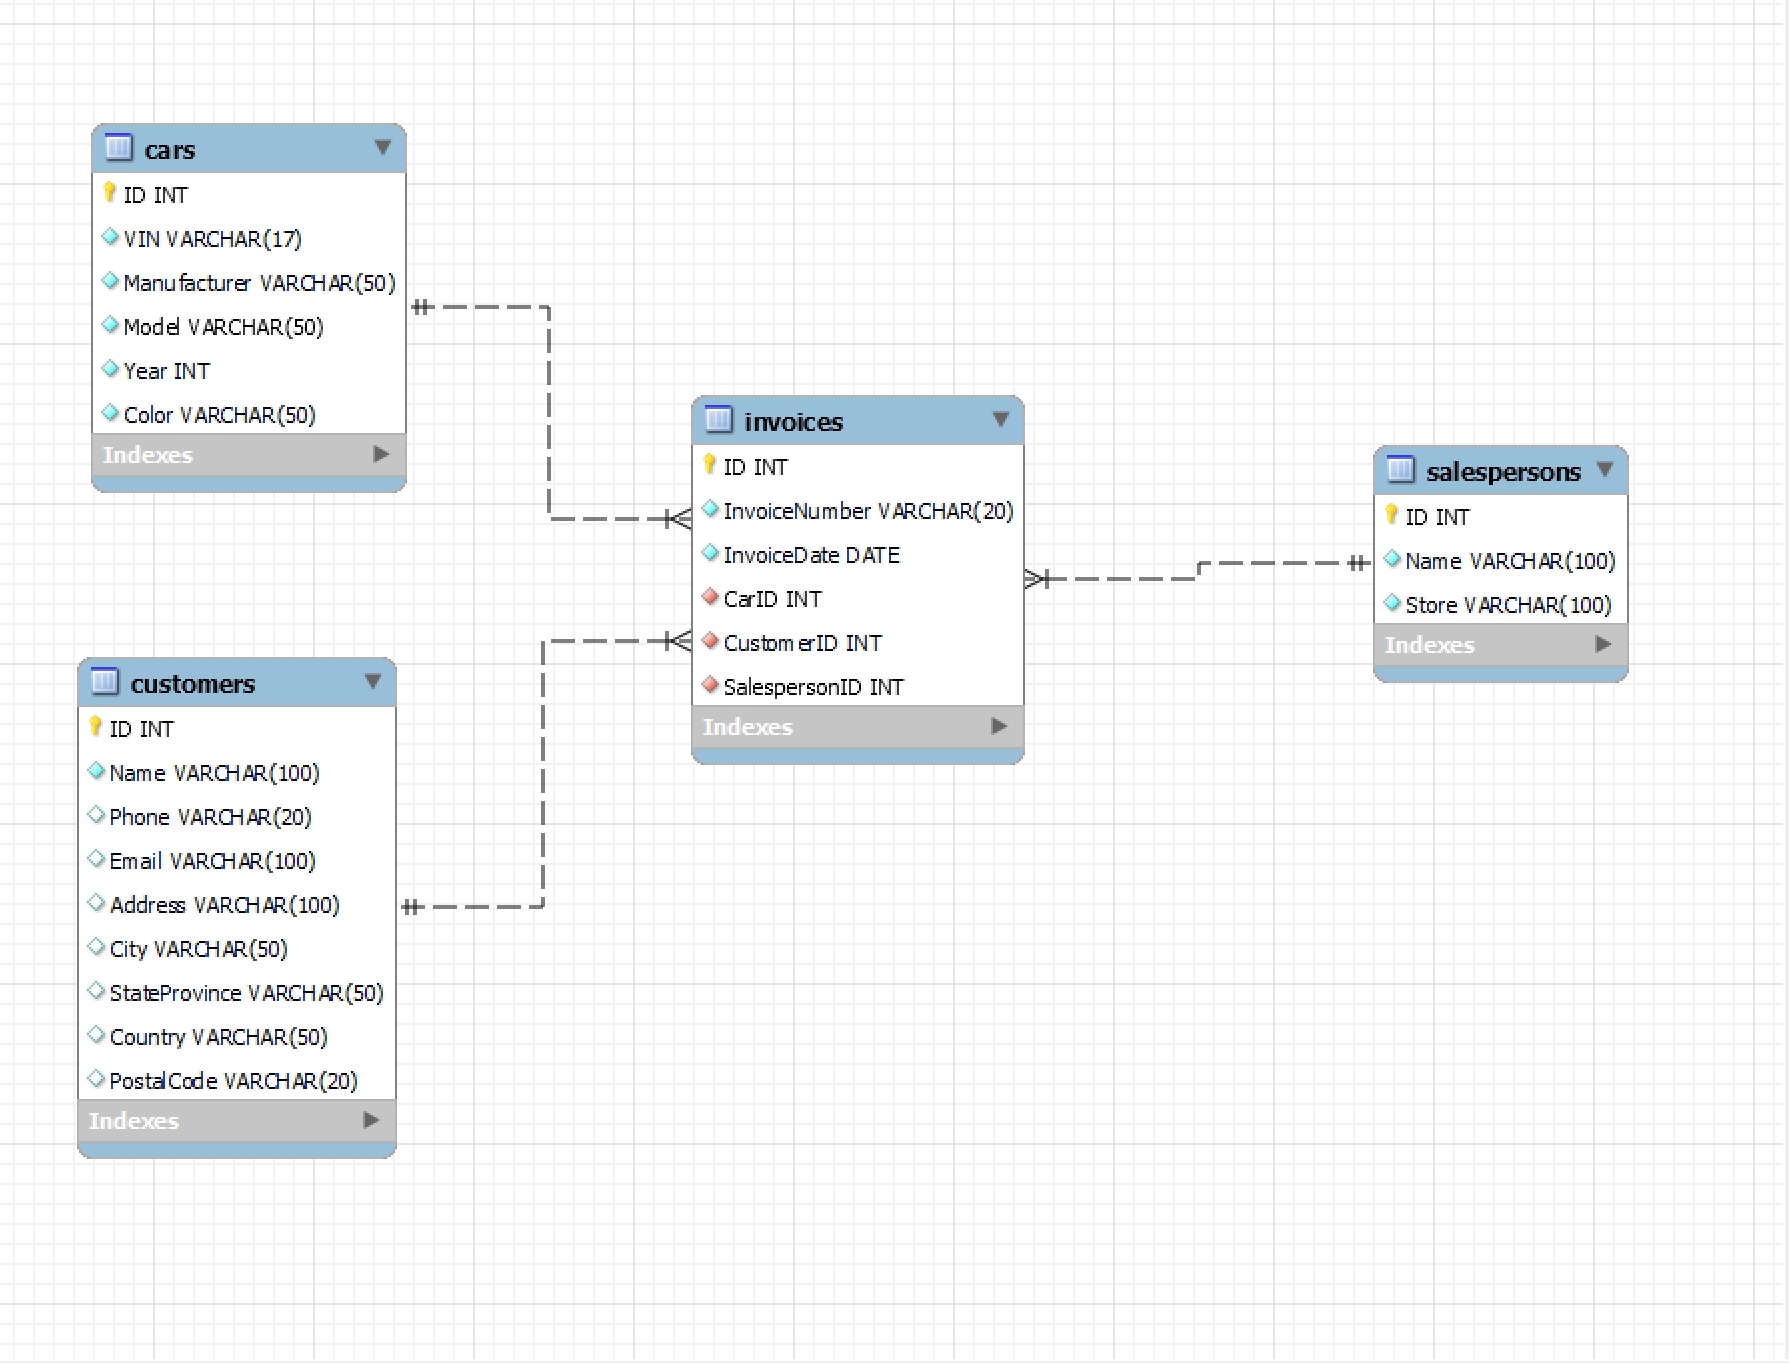 cars
ID INT
VIN VARCHAR(17)
Manufacturer VARCHAR(50)
Model VARCHAR(50)
Year INT
Color VARCHAR(50)
Indexes
customers
ID INT
Name VARCHAR(100)
Phone VARCHAR(20)
Email VARCHAR(100)
Address VARCHAR(100)
City VARCHAR(50)
StateProvince VARCHAR(50)
Country VARCHAR(50)
PostalCode VARCHAR(20)
Indexes
invoices
ID INT
InvoiceNumber VARCHAR(20)
InvoiceDate DATE
CarID INT
CustomerID INT
SalespersonID INT
Indexes
salespersons
ID INT
Name VARCHAR(100)
Store VARCHAR(100)
Indexes